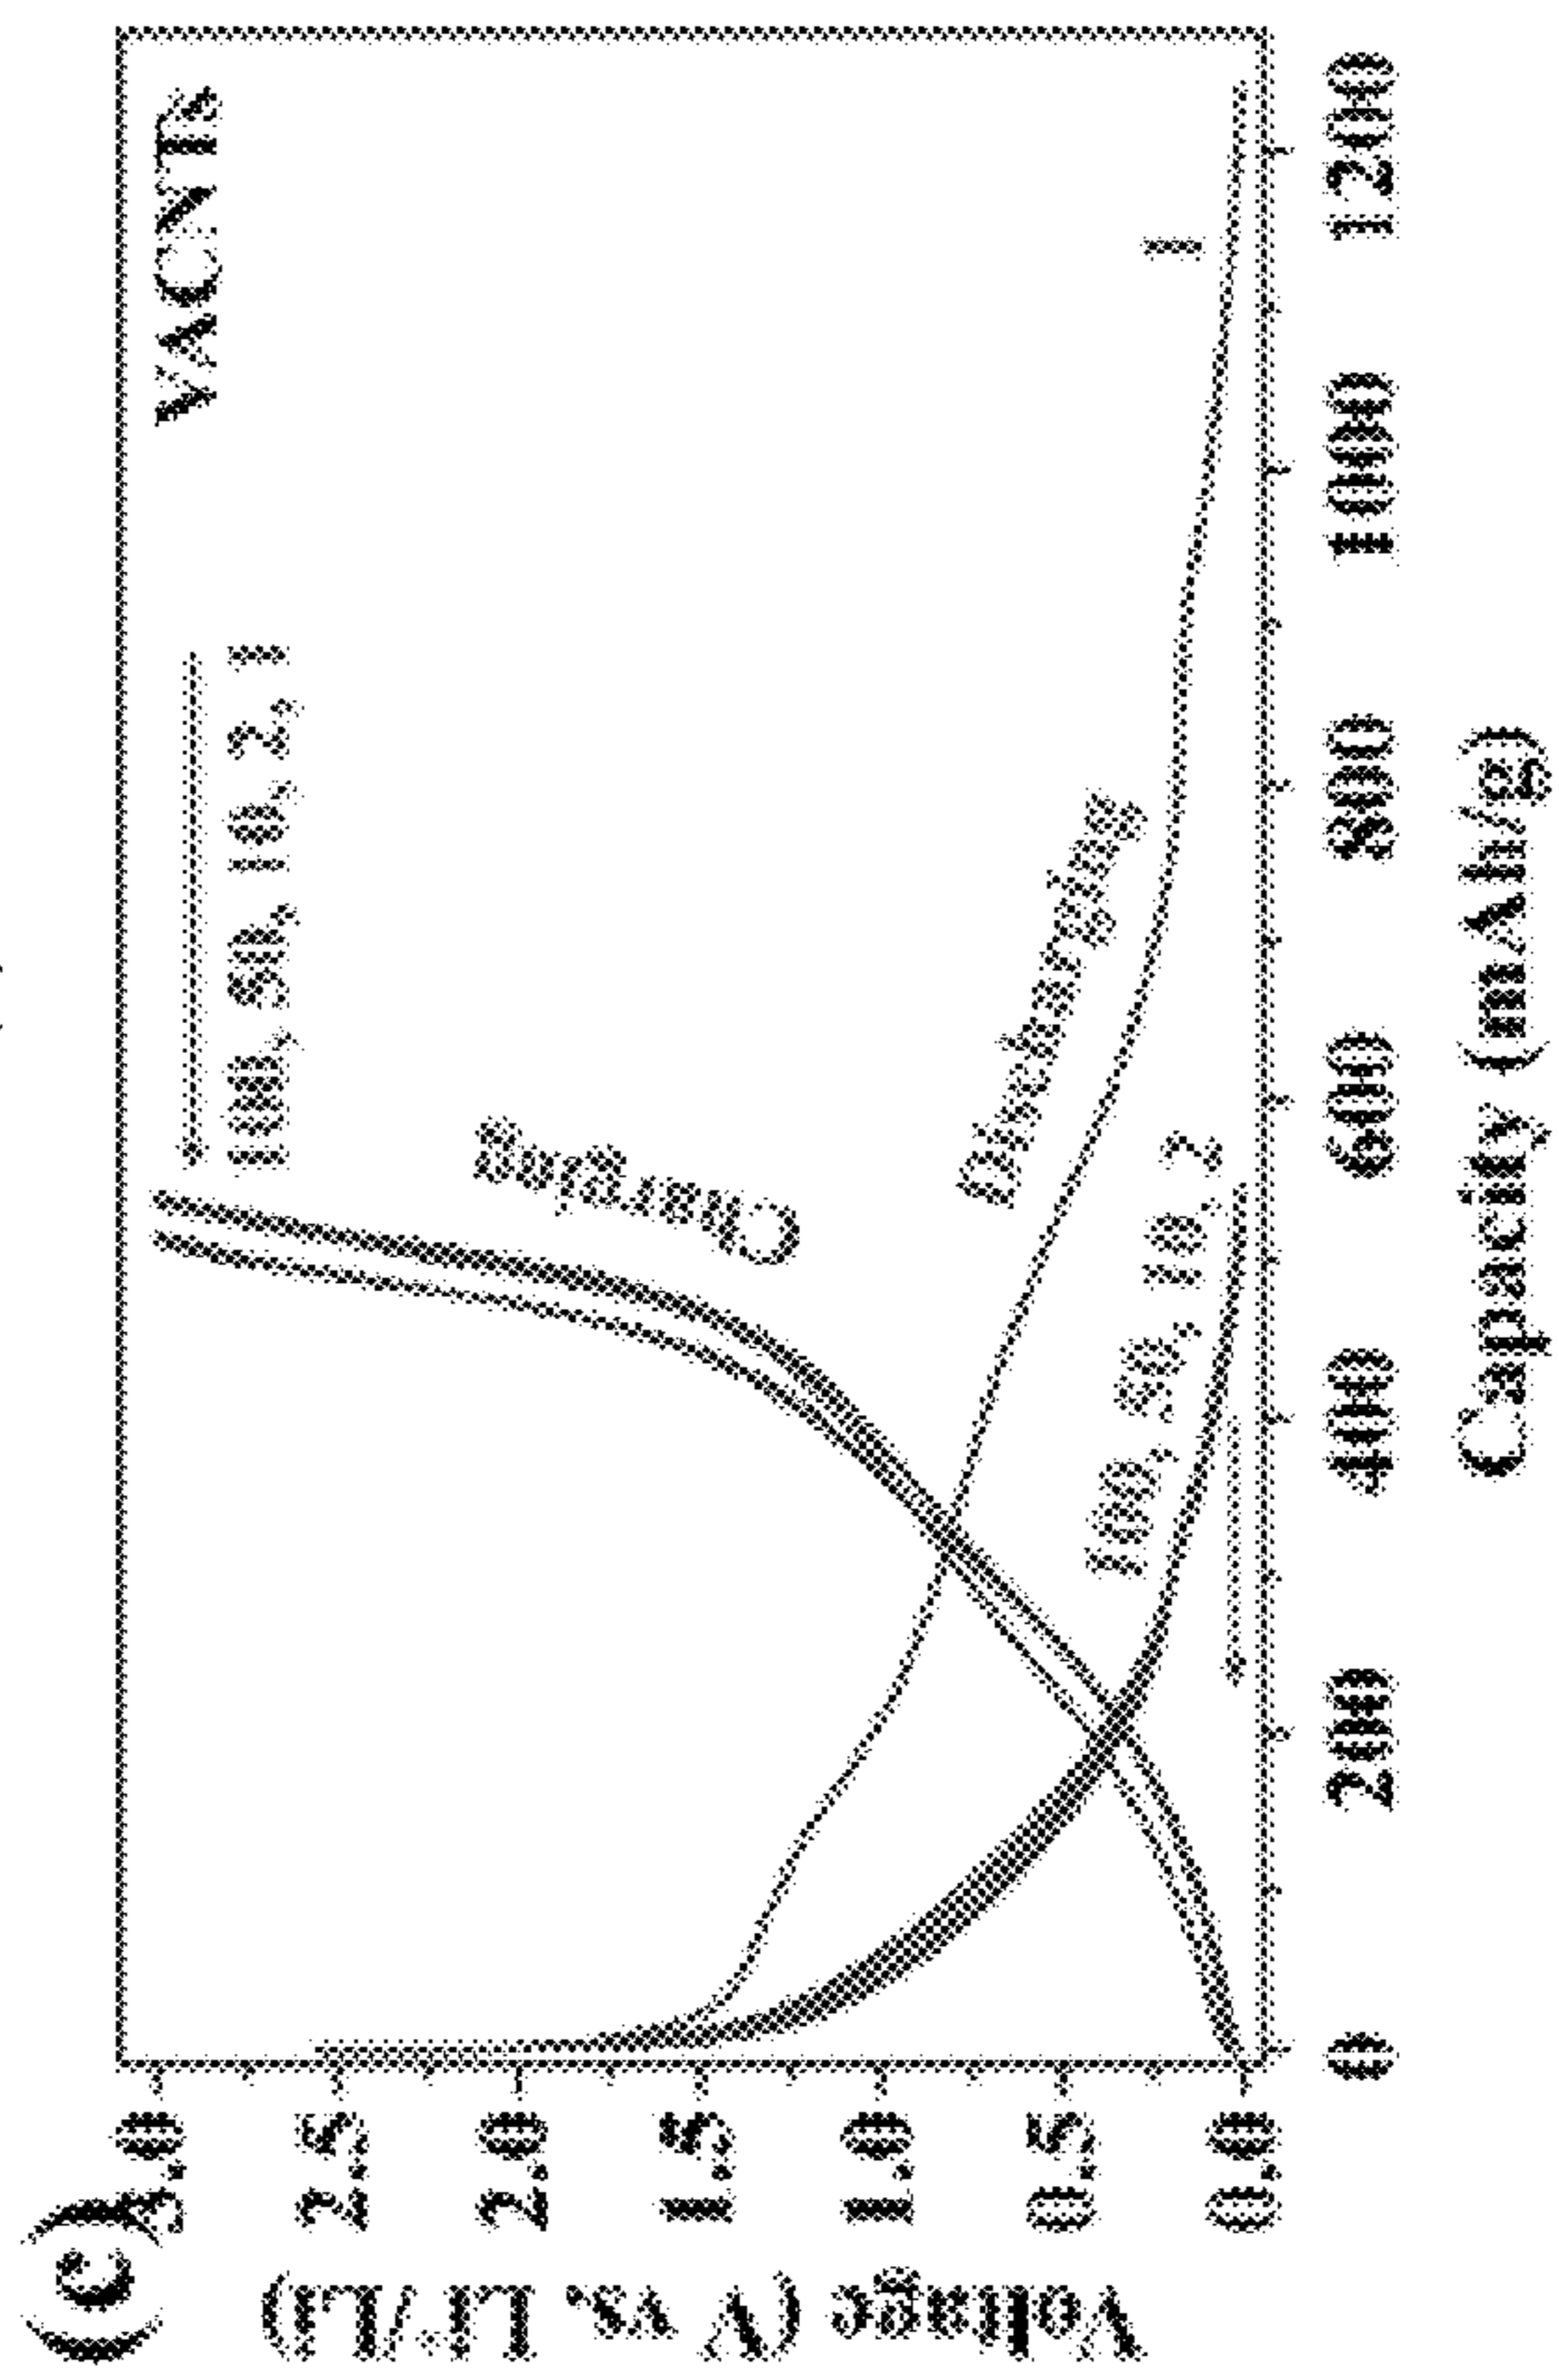 (c)
VACNTs
100, 50, 10, 2, 1
Charging
Discharging
100, 50, 10, 2
1
3.0
2.5
2.0
1.5
1.0
0.5
0.0
Voltage (V vs. Li⁺/Li)
0 200 400 600 800 1000 1200
Capacity (mAh/g)